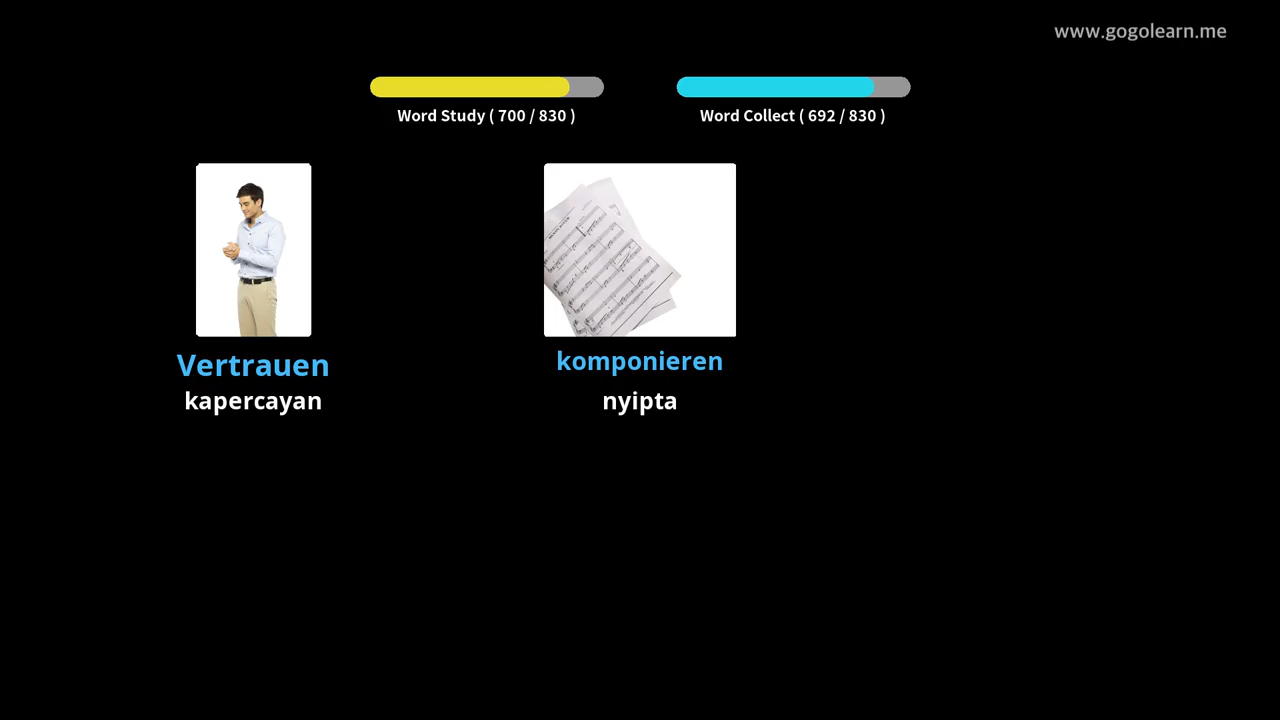 www.gogolearn.me
Word Study ( 700 / 830 )
Word Collect ( 692 / 830 )
Vertrauen
kapercayan
komponieren
nyipta